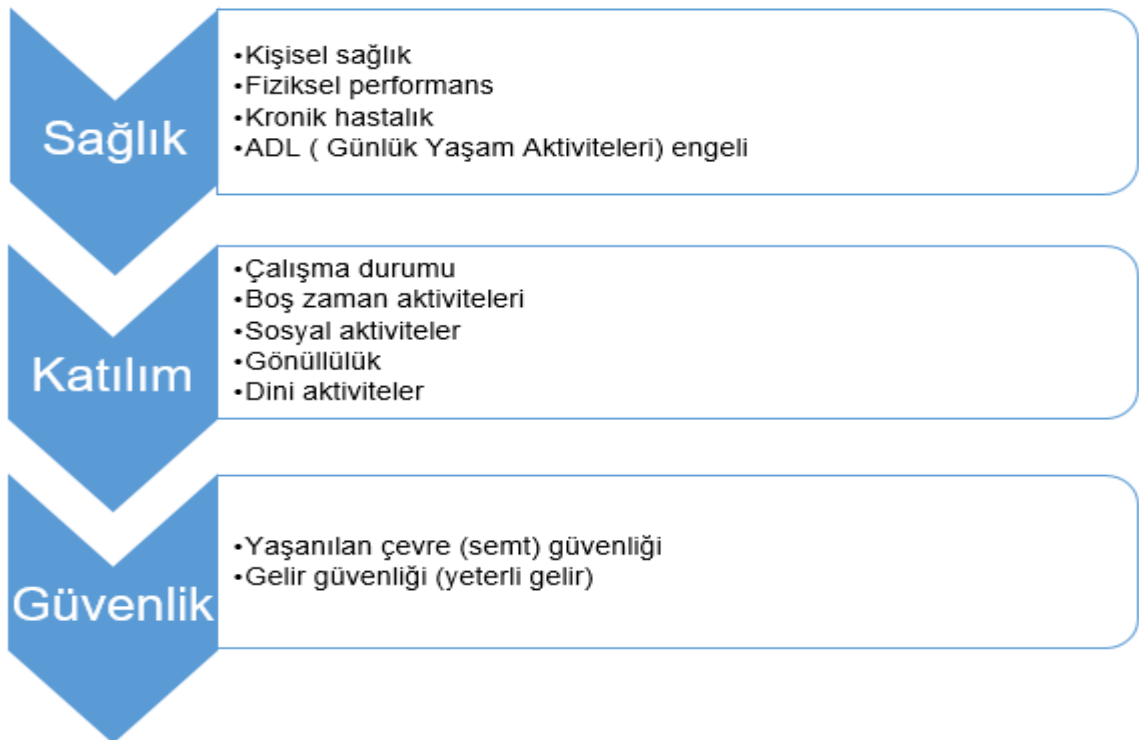 Sağlık
•Kişisel sağlık
•Fiziksel performans
•Kronik hastalık
•ADL ( Günlük Yaşam Aktiviteleri) engeli
Katılım
•Çalışma durumu
•Boş zaman aktiviteleri
•Sosyal aktiviteler
•Gönüllülük
•Dini aktiviteler
Güvenlik
•Yaşanılan çevre (semt) güvenliği
•Gelir güvenliği (yeterli gelir)